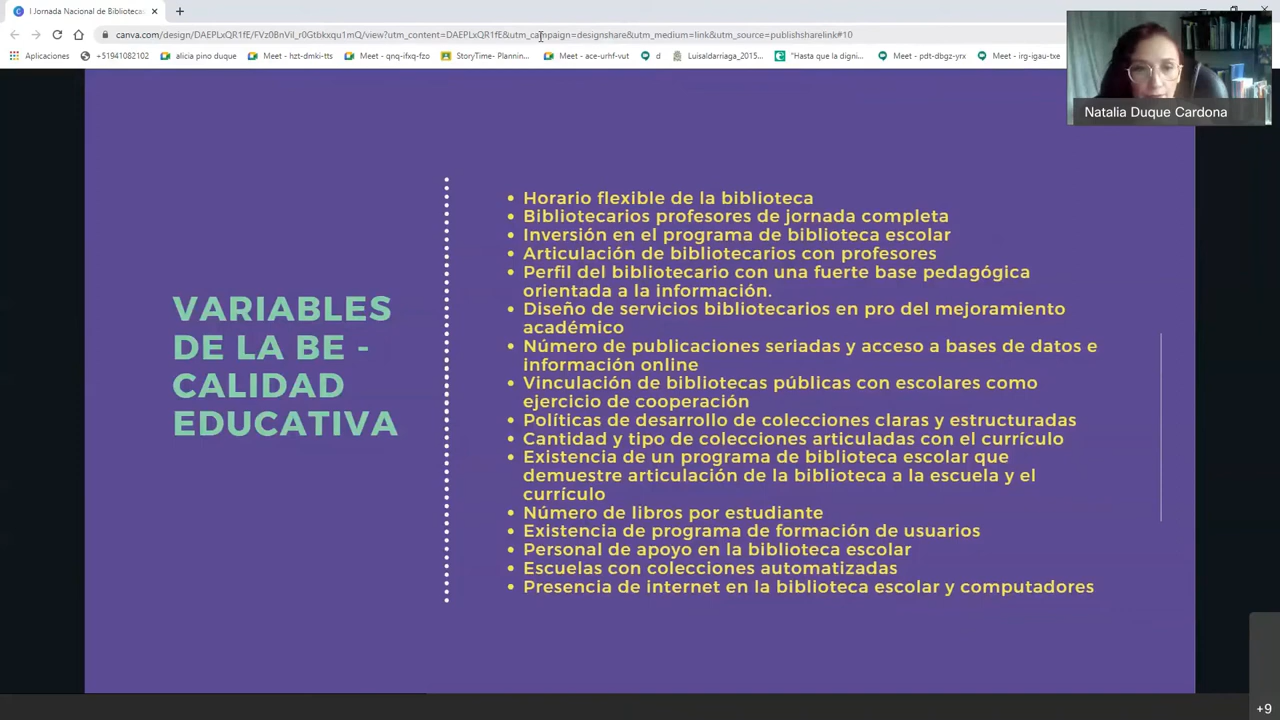 I Jornada Nacional de Bibliotecas
canva.com/design/DAEPLxQR1fE/FVz0BnVil_r0Gtbkxqu1mQ/view?utm_content=DAEPLxQR1fE&utm_campaign=designshare&utm_medium=link&utm_source=publishsharelink#10
Aplicaciones
+51941082102
alicia pino duque
Meet - hzt-dmki-tts
Meet - qnq-ifxq-fzo
StoryTime- Plannin...
Meet - ace-urhf-vut
d
Luisaldarriaga_2015...
"Hasta que la digni...
Meet - pdt-dbgz-yrx
Meet - irg-igau-txe
Natalia Duque Cardona
VARIABLES
DE LA BE -
CALIDAD
EDUCATIVA
• Horario flexible de la biblioteca
• Bibliotecarios profesores de jornada completa
• Inversión en el programa de biblioteca escolar
• Articulación de bibliotecarios con profesores
• Perfil del bibliotecario con una fuerte base pedagógica
orientada a la información.
• Diseño de servicios bibliotecarios en pro del mejoramiento
académico
• Número de publicaciones seriadas y acceso a bases de datos e
información online
• Vinculación de bibliotecas públicas con escolares como
ejercicio de cooperación
• Políticas de desarrollo de colecciones claras y estructuradas
• Cantidad y tipo de colecciones articuladas con el currículo
• Existencia de un programa de biblioteca escolar que
demuestre articulación de la biblioteca a la escuela y el
currículo
• Número de libros por estudiante
• Existencia de programa de formación de usuarios
• Personal de apoyo en la biblioteca escolar
• Escuelas con colecciones automatizadas
• Presencia de internet en la biblioteca escolar y computadores
+9